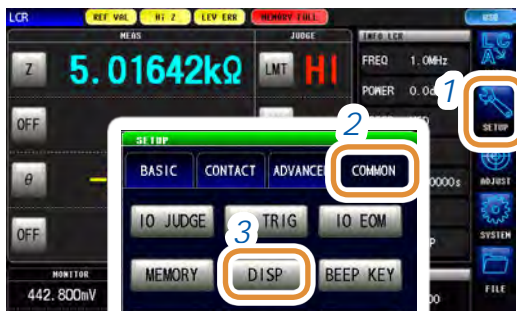 LCR REF VAL Hi Z LEV ERR MEMORY FULL USB
MEAS JUDGE INFO LCR
Z 5.01642kΩ LMT HI
FREQ 1.0MHz
POWER
1
SETUP
OFF
2
SETUP
BASIC CONTACT ADVANCED COMMON
θ
0000s
ADJUST
IO JUDGE TRIG IO EOM
3
OFF
SYSTEM
MEMORY DISP BEEP KEY
MONITOR
442.800mV
FILE